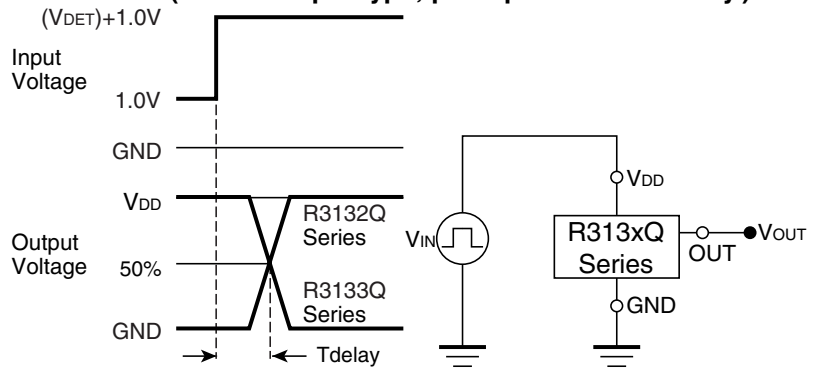 (VDET)+1.0V
Input
Voltage
1.0V
GND
VDD
R3132Q
Series
Output
Voltage
50%
R3133Q
Series
GND
Tdelay
VIN
VDD
R313xQ
Series
OUT
VOUT
GND